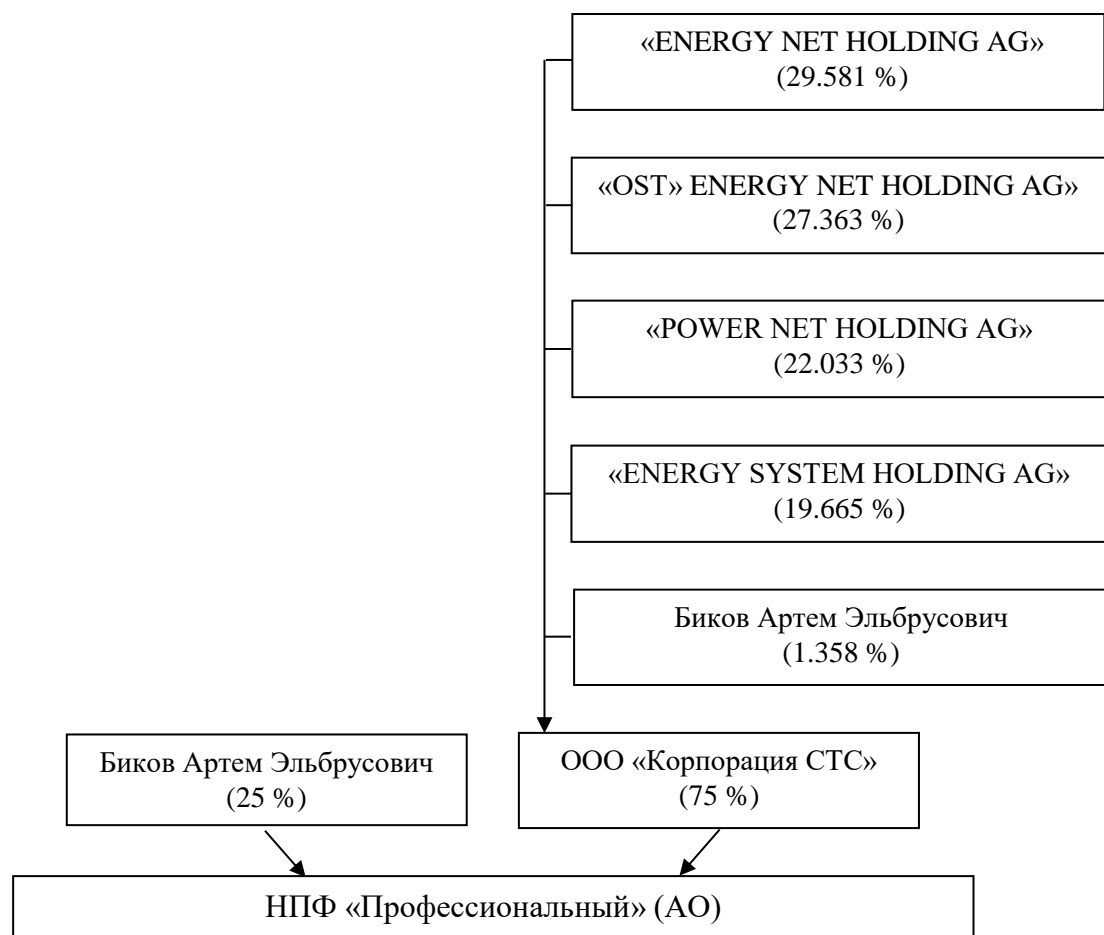 «ENERGY NET HOLDING AG»
(29.581 %)
«OST» ENERGY NET HOLDING AG»
(27.363 %)
«POWER NET HOLDING AG»
(22.033 %)
«ENERGY SYSTEM HOLDING AG»
(19.665 %)
Биков Артем Эльбрусович
(1.358 %)
Биков Артем Эльбрусович
(25 %)
ООО «Корпорация СТС»
(75 %)
НПФ «Профессиональный» (АО)